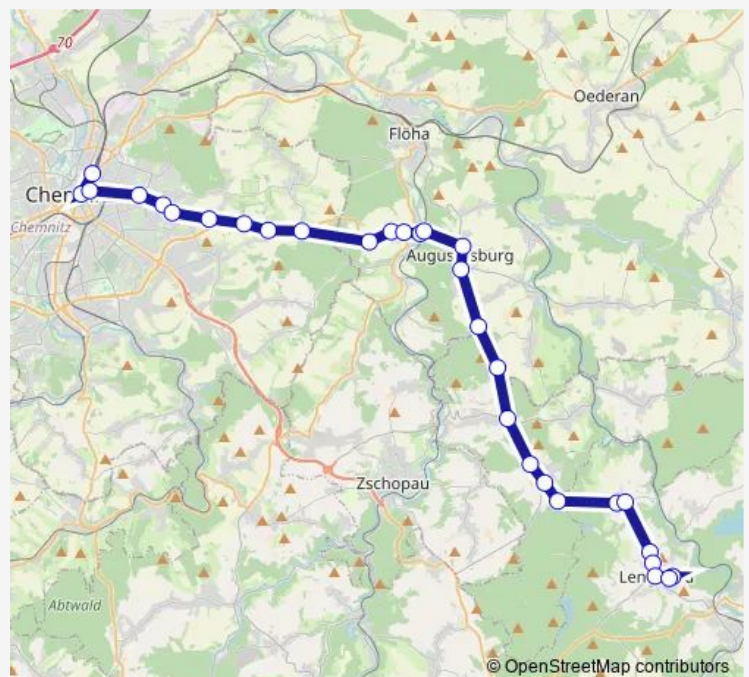 70
Oederan
Flöha
Chemnitz
Augustusburg
Zschopau
Abtwald
© OpenStreetMap contributors